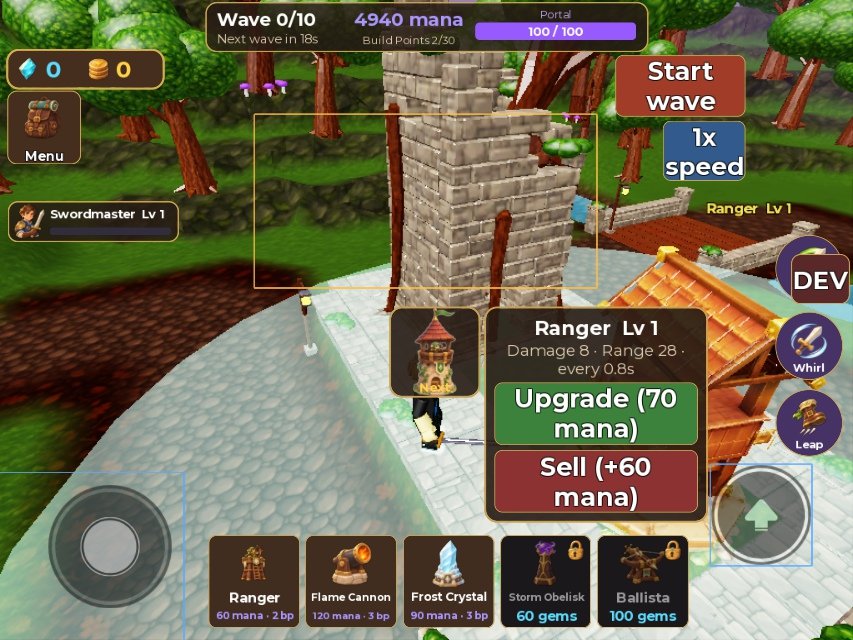 Wave 0/10
4940 mana
Portal
100 / 100
Next wave in 18s
Build Points 2/30
0
0
Start
wave
Menu
1x
speed
Swordmaster Lv 1
Ranger Lv 1
DEV
Next
Ranger Lv 1
Damage 8 · Range 28 ·
every 0.8s
Upgrade (70
mana)
Sell (+60
mana)
Whirl
Leap
Ranger
60 mana · 2 bp
Flame Cannon
120 mana · 3 bp
Frost Crystal
90 mana · 3 bp
Storm Obelisk
60 gems
Ballista
100 gems